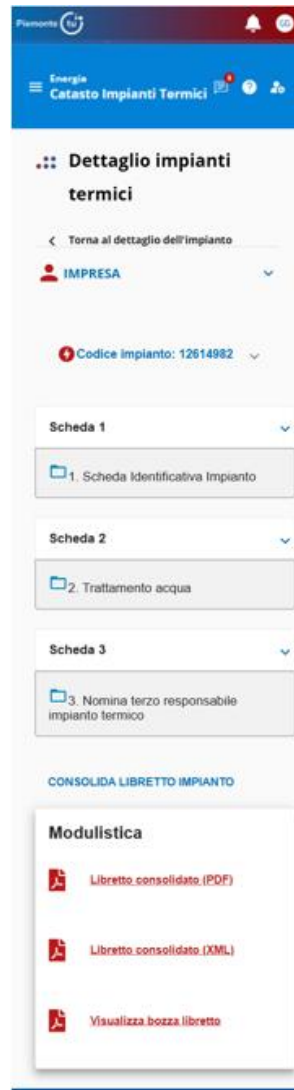 Piemonte tu
GG
Energia
Catasto Impianti Termici
Dettaglio impianti
termici
Torna al dettaglio dell'impianto
IMPRESA
Codice impianto: 12614982
Scheda 1
1. Scheda Identificativa Impianto
Scheda 2
2. Trattamento acqua
Scheda 3
3. Nomina terzo responsabile
impianto termico
CONSOLIDA LIBRETTO IMPIANTO
Modulistica
Libretto consolidato (PDF)
Libretto consolidato (XML)
Visualizza bozza libretto